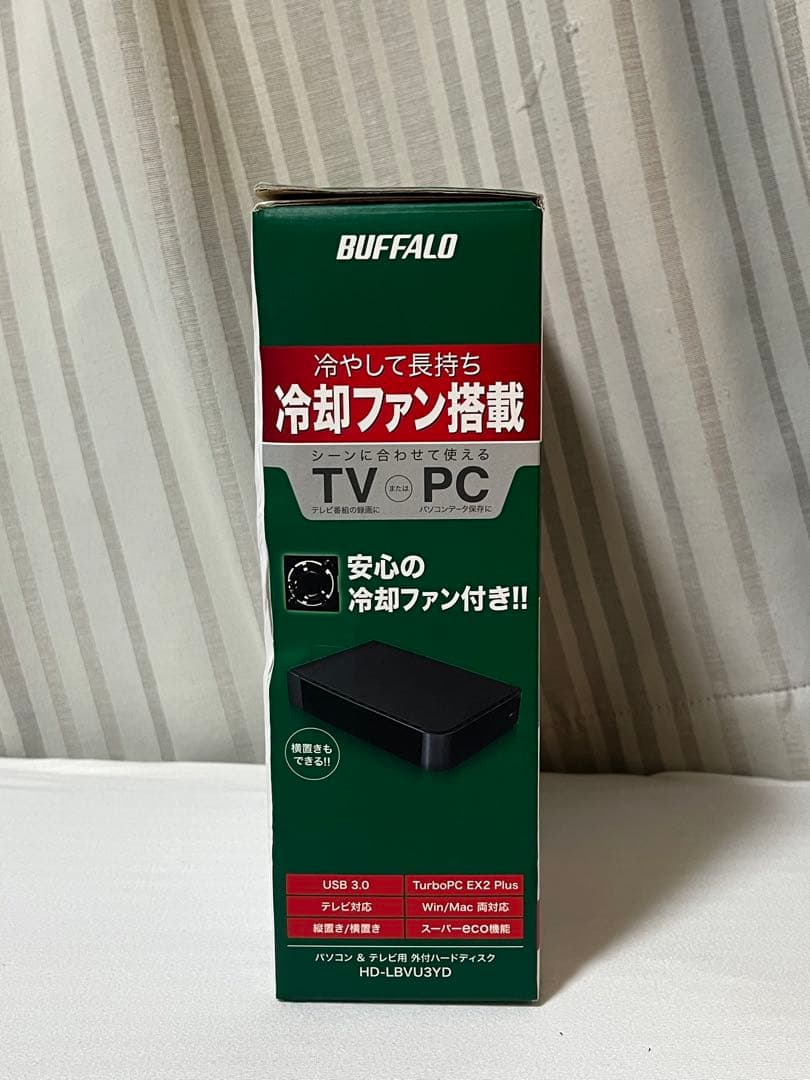 BUFFALO
冷やして長持ち
冷却ファン搭載
シーンに合わせて使える
TV または PC
テレビ番組の録画に パソコンデータ保存に
安心の
冷却ファン付き!!
横置きも
できる!!
USB 3.0 TurboPC EX2 Plus
テレビ対応 Win/Mac 両対応
縦置き/横置き スーパーeco機能
パソコン & テレビ用 外付ハードディスク
HD-LBVU3YD